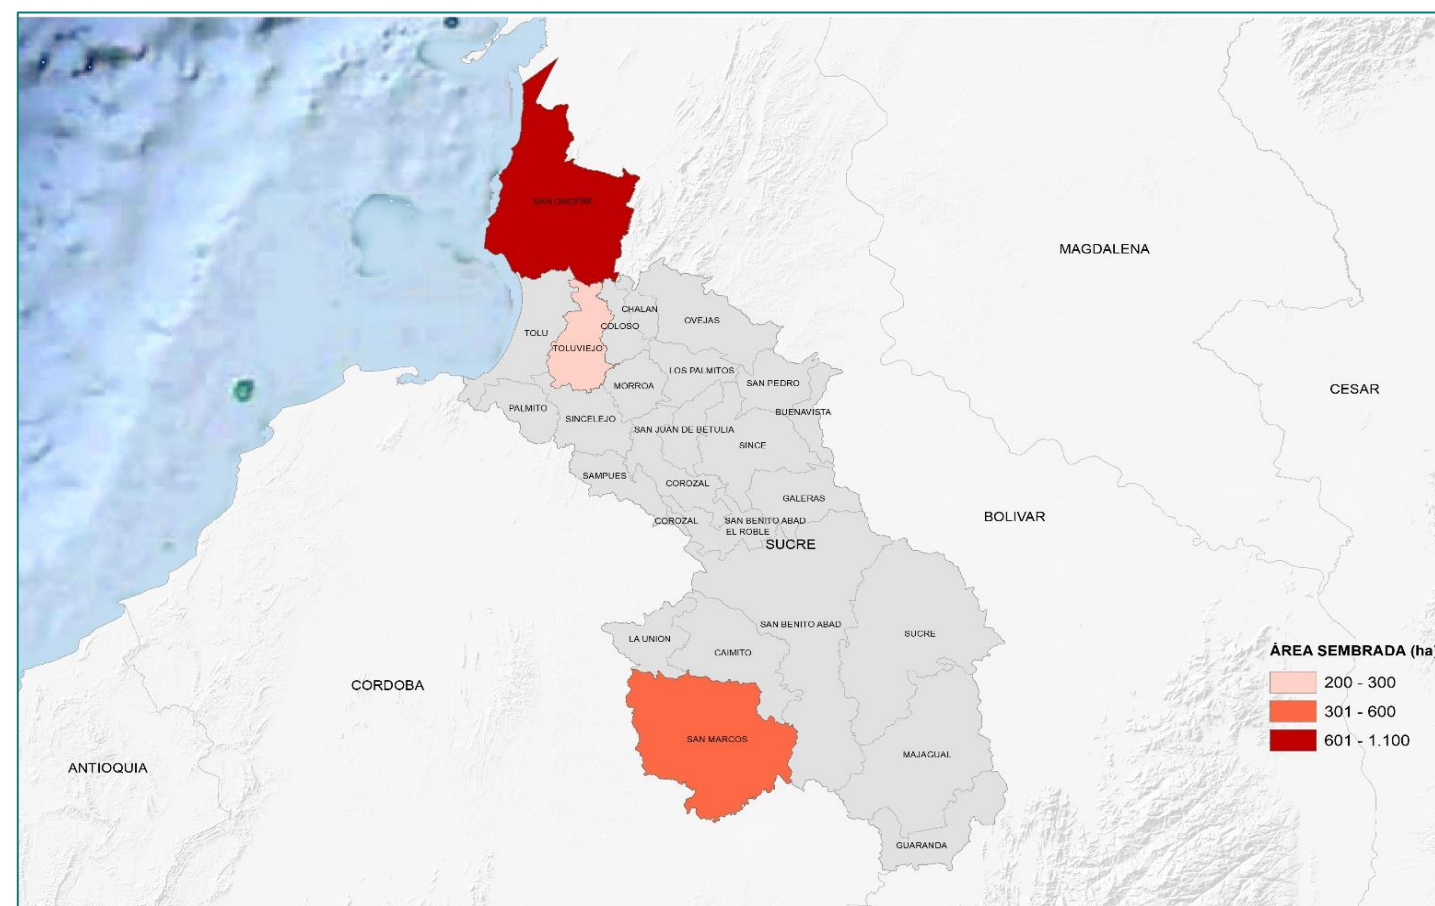 SAN ONOFRE
MAGDALENA
CHALAN
OVEJAS
COLOSO
TOLU
TOLUVIEJO
LOS PALMITOS
SAN PEDRO
MORROA
CESAR
PALMITO
BUENAVISTA
SINCELEJO
SAN JUAN DE BETULIA
SINCE
SAMPUES
COROZAL
GALERAS
BOLIVAR
COROZAL
SAN BENITO ABAD
EL ROBLE
SUCRE
SAN BENITO ABAD
SUCRE
LA UNION
CAIMITO
ÁREA SEMBRADA (ha)
200 - 300
CORDOBA
301 - 600
SAN MARCOS
601 - 1.100
MAJAGUAL
ANTIOQUIA
GUARANDA